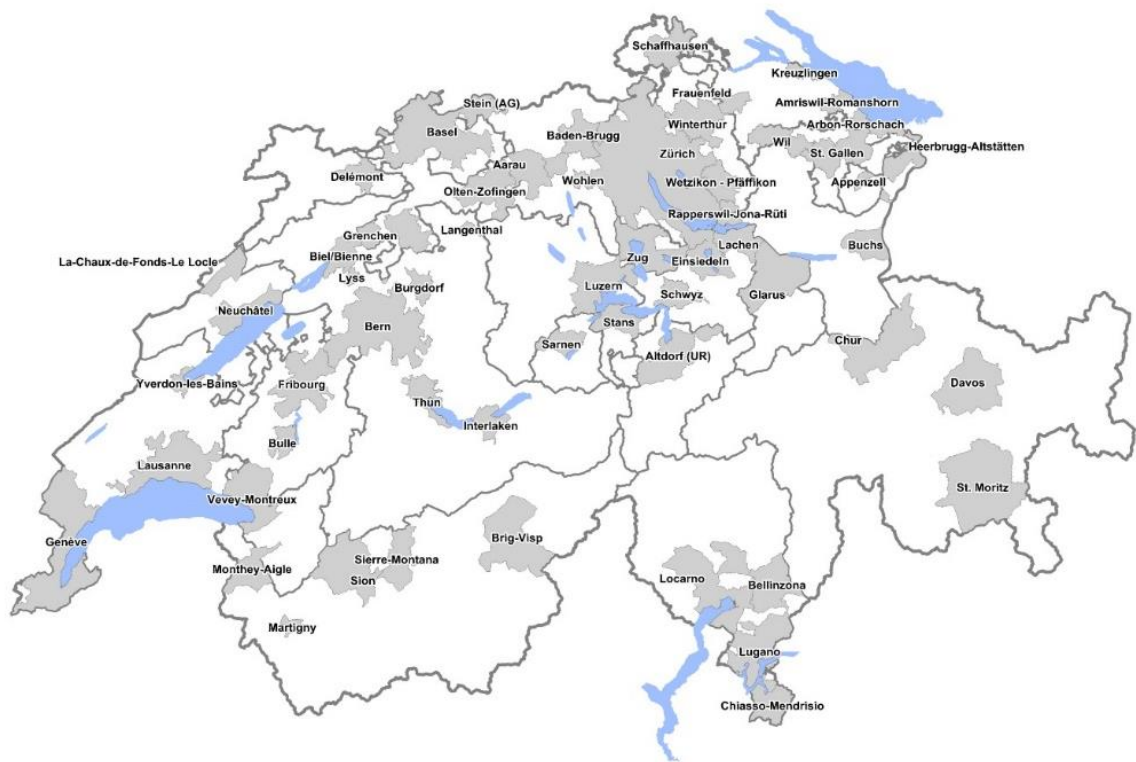 Schaffhausen
Kreuzlingen
Frauenfeld
Amriswil-Romanshorn
Stein (AG)
Winterthur
Arbon-Rorschach
Basel
Baden-Brugg
Wil
St. Gallen
Heerbrugg-Altstätten
Zürich
Aarau
Delémont
Wohlen
Wetzikon - Pfäffikon
Appenzell
Olten-Zofingen
Rapperswil-Jona-Rüti
Langenthal
Grenchen
Lachen
Buchs
La-Chaux-de-Fonds-Le Locle
Biel/Bienne
Zug
Einsiedeln
Lyss
Burgdorf
Luzern
Schwyz
Glarus
Neuchâtel
Bern
Stans
Sarnen
Chur
Altdorf (UR)
Yverdon-les-Bains
Fribourg
Davos
Thun
Interlaken
Bulle
Lausanne
St. Moritz
Vevey-Montreux
Brig-Visp
Genève
Sierre-Montana
Monthey-Aigle
Sion
Locarno
Bellinzona
Martigny
Lugano
Chiasso-Mendrisio